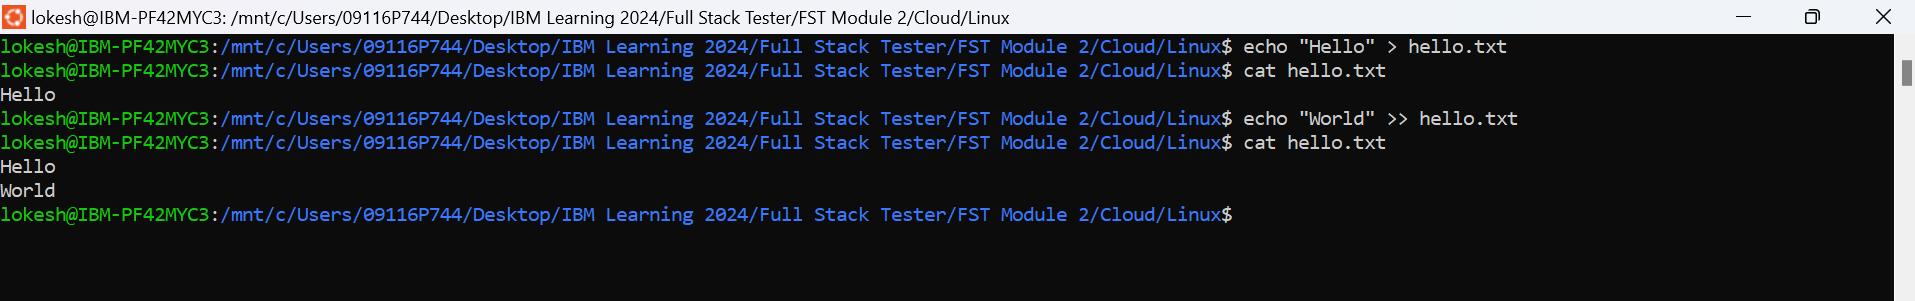 lokesh@IBM-PF42MYC3: /mnt/c/Users/09116P744/Desktop/IBM Learning 2024/Full Stack Tester/FST Module 2/Cloud/Linux
lokesh@IBM-PF42MYC3:/mnt/c/Users/09116P744/Desktop/IBM Learning 2024/Full Stack Tester/FST Module 2/Cloud/Linux$ echo "Hello" > hello.txt
lokesh@IBM-PF42MYC3:/mnt/c/Users/09116P744/Desktop/IBM Learning 2024/Full Stack Tester/FST Module 2/Cloud/Linux$ cat hello.txt
Hello
lokesh@IBM-PF42MYC3:/mnt/c/Users/09116P744/Desktop/IBM Learning 2024/Full Stack Tester/FST Module 2/Cloud/Linux$ echo "World" >> hello.txt
lokesh@IBM-PF42MYC3:/mnt/c/Users/09116P744/Desktop/IBM Learning 2024/Full Stack Tester/FST Module 2/Cloud/Linux$ cat hello.txt
Hello
World
lokesh@IBM-PF42MYC3:/mnt/c/Users/09116P744/Desktop/IBM Learning 2024/Full Stack Tester/FST Module 2/Cloud/Linux$